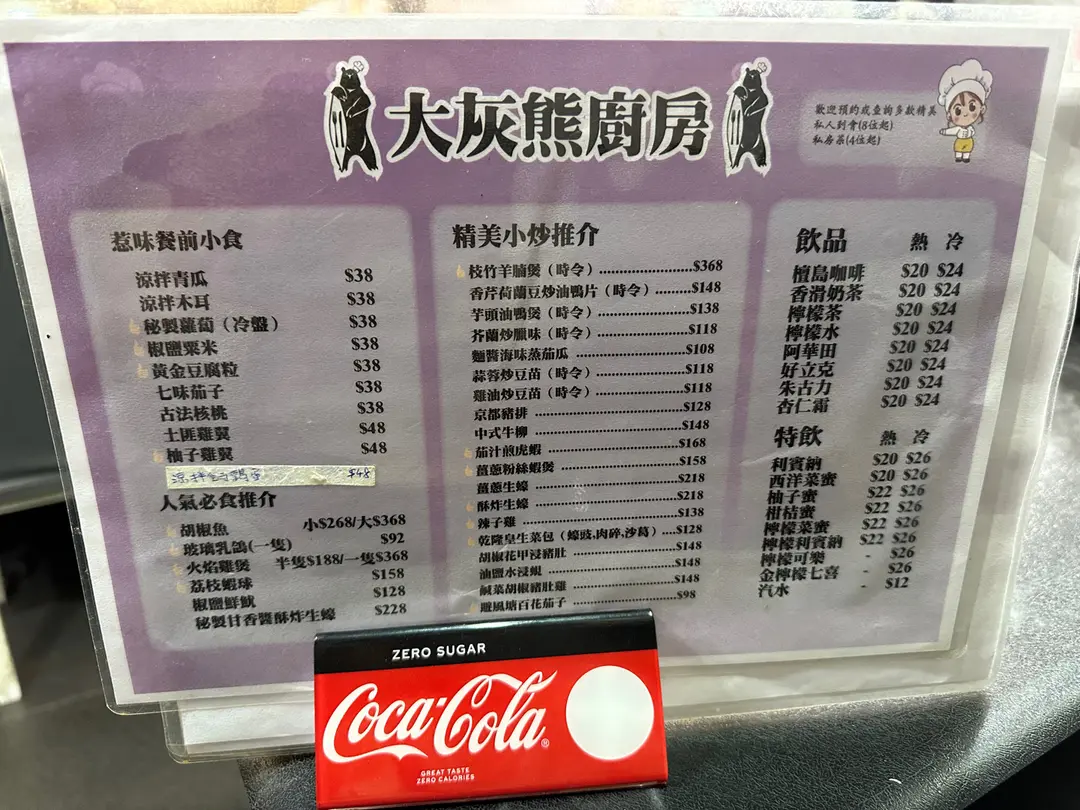 大灰熊廚房
歡迎預約或查詢多款精美
私人到會(8位起)
私房菜(4位起)
惹味餐前小食
涼拌青瓜 $38
涼拌木耳 $38
秘製蘿蔔（冷盤） $38
椒鹽粟米 $38
黃金豆腐粒 $38
七味茄子 $38
古法核桃 $38
土匪雞翼 $48
柚子雞翼 $48
涼拌 $48
人氣必食推介
胡椒魚 小$268/大$368
玻璃乳鴿(一隻) $92
火焰雞煲 半隻$188/一隻$368
荔枝蝦球 $158
椒鹽鮮魷 $128
秘製甘香醬酥炸生蠔 $228
精美小炒推介
枝竹羊腩煲（時令）......................$368
香芹荷蘭豆炒油鴨片（時令）.........$148
芋頭油鴨煲（時令）......................$138
芥蘭炒臘味（時令）......................$118
麵醬海味蒸茄瓜 ......................$108
蒜蓉炒豆苗（時令）......................$118
雞油炒豆苗（時令）......................$118
京都豬排 ......................$128
中式牛柳 ......................$148
茄汁煎虎蝦 ......................$168
薑蔥粉絲蝦煲 ......................$158
薑蔥生蠔 ......................$218
酥炸生蠔 ......................$218
辣子雞 ......................$138
乾隆皇生菜包（蠔豉,肉碎,沙葛）...$128
胡椒花甲浸豬肚 ......................$148
油鹽水浸蜆 ......................$148
鹹菜胡椒豬肚雞 ......................$148
避風塘百花茄子 ......................$98
飲品 熱 冷
檀島咖啡 $20 $24
香滑奶茶 $20 $24
檸檬茶 $20 $24
檸檬水 $20 $24
阿華田 $20 $24
好立克 $20 $24
朱古力 $20 $24
杏仁霜 $20 $24
特飲 熱 冷
利賓納 $20 $26
西洋菜蜜 $20 $26
柚子蜜 $22 $26
柑桔蜜 $22 $26
檸檬菜蜜 $22 $26
檸檬利賓納 $22 $26
檸檬可樂 - $26
金檸檬七喜 - $26
汽水 - $12
ZERO SUGAR
Coca-Cola®
GREAT TASTE
ZERO CALORIES